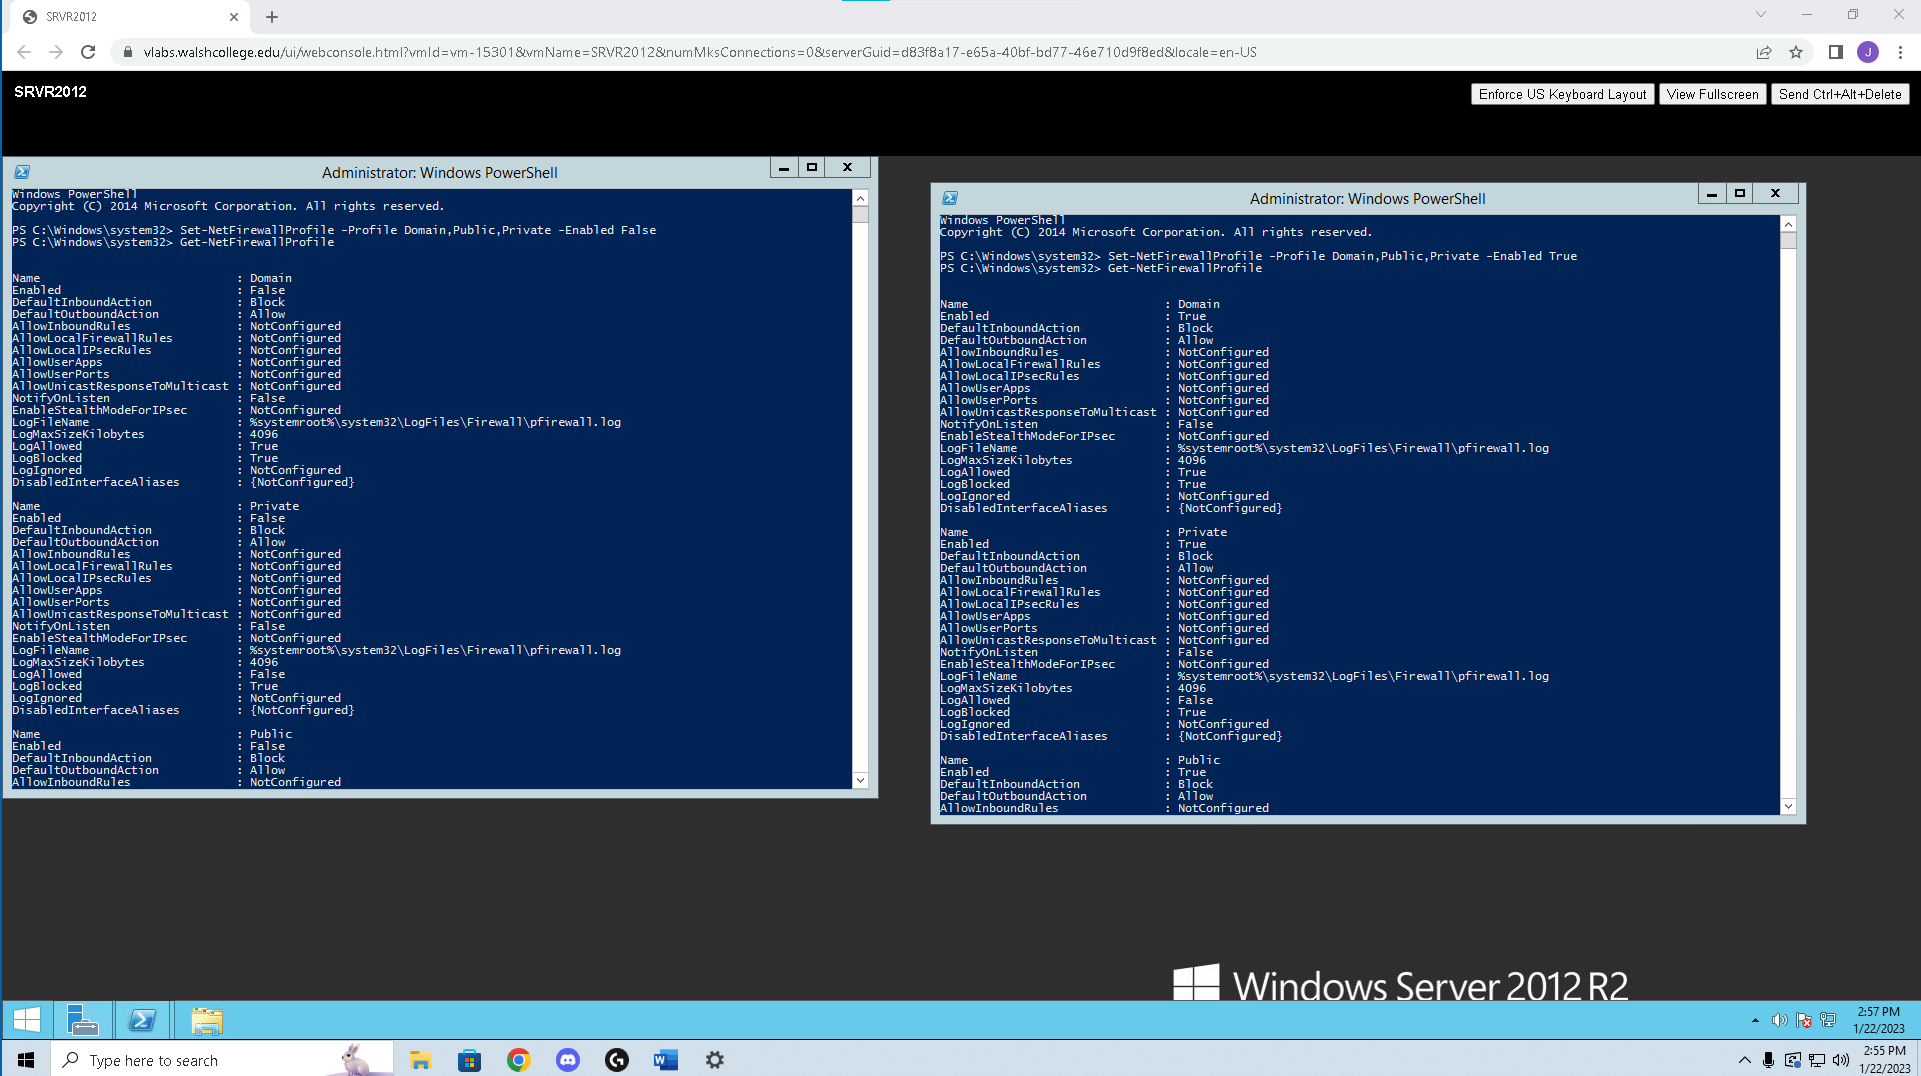 SRVR2012
vlabs.walshcollege.edu/ui/webconsole.html?vmId=vm-15301&vmName=SRVR2012&numMksConnections=0&serverGuid=d83f8a17-e65a-40bf-bd77-46e710d9f8ed&locale=en-US
J
SRVR2012
Enforce US Keyboard Layout
View Fullscreen
Send Ctrl+Alt+Delete
Administrator: Windows PowerShell
Windows PowerShell
Copyright (C) 2014 Microsoft Corporation. All rights reserved.
PS C:\Windows\system32> Set-NetFirewallProfile -Profile Domain,Public,Private -Enabled False
PS C:\Windows\system32> Get-NetFirewallProfile
Name : Domain
Enabled : False
DefaultInboundAction : Block
DefaultOutboundAction : Allow
AllowInboundRules : NotConfigured
AllowLocalFirewallRules : NotConfigured
AllowLocalIPsecRules : NotConfigured
AllowUserApps : NotConfigured
AllowUserPorts : NotConfigured
AllowUnicastResponseToMulticast : NotConfigured
NotifyOnListen : False
EnableStealthModeForIPsec : NotConfigured
LogFileName : %systemroot%\system32\LogFiles\Firewall\pfirewall.log
LogMaxSizeKilobytes : 4096
LogAllowed : True
LogBlocked : True
LogIgnored : NotConfigured
DisabledInterfaceAliases : {NotConfigured}
Name : Private
Enabled : False
DefaultInboundAction : Block
DefaultOutboundAction : Allow
AllowInboundRules : NotConfigured
AllowLocalFirewallRules : NotConfigured
AllowLocalIPsecRules : NotConfigured
AllowUserApps : NotConfigured
AllowUserPorts : NotConfigured
AllowUnicastResponseToMulticast : NotConfigured
NotifyOnListen : False
EnableStealthModeForIPsec : NotConfigured
LogFileName : %systemroot%\system32\LogFiles\Firewall\pfirewall.log
LogMaxSizeKilobytes : 4096
LogAllowed : False
LogBlocked : True
LogIgnored : NotConfigured
DisabledInterfaceAliases : {NotConfigured}
Name : Public
Enabled : False
DefaultInboundAction : Block
DefaultOutboundAction : Allow
AllowInboundRules : NotConfigured
Administrator: Windows PowerShell
Windows PowerShell
Copyright (C) 2014 Microsoft Corporation. All rights reserved.
PS C:\Windows\system32> Set-NetFirewallProfile -Profile Domain,Public,Private -Enabled True
PS C:\Windows\system32> Get-NetFirewallProfile
Name : Domain
Enabled : True
DefaultInboundAction : Block
DefaultOutboundAction : Allow
AllowInboundRules : NotConfigured
AllowLocalFirewallRules : NotConfigured
AllowLocalIPsecRules : NotConfigured
AllowUserApps : NotConfigured
AllowUserPorts : NotConfigured
AllowUnicastResponseToMulticast : NotConfigured
NotifyOnListen : False
EnableStealthModeForIPsec : NotConfigured
LogFileName : %systemroot%\system32\LogFiles\Firewall\pfirewall.log
LogMaxSizeKilobytes : 4096
LogAllowed : True
LogBlocked : True
LogIgnored : NotConfigured
DisabledInterfaceAliases : {NotConfigured}
Name : Private
Enabled : True
DefaultInboundAction : Block
DefaultOutboundAction : Allow
AllowInboundRules : NotConfigured
AllowLocalFirewallRules : NotConfigured
AllowLocalIPsecRules : NotConfigured
AllowUserApps : NotConfigured
AllowUserPorts : NotConfigured
AllowUnicastResponseToMulticast : NotConfigured
NotifyOnListen : False
EnableStealthModeForIPsec : NotConfigured
LogFileName : %systemroot%\system32\LogFiles\Firewall\pfirewall.log
LogMaxSizeKilobytes : 4096
LogAllowed : False
LogBlocked : True
LogIgnored : NotConfigured
DisabledInterfaceAliases : {NotConfigured}
Name : Public
Enabled : True
DefaultInboundAction : Block
DefaultOutboundAction : Allow
AllowInboundRules : NotConfigured
Windows Server 2012 R2
2:57 PM
1/22/2023
Type here to search
2:55 PM
1/22/2023